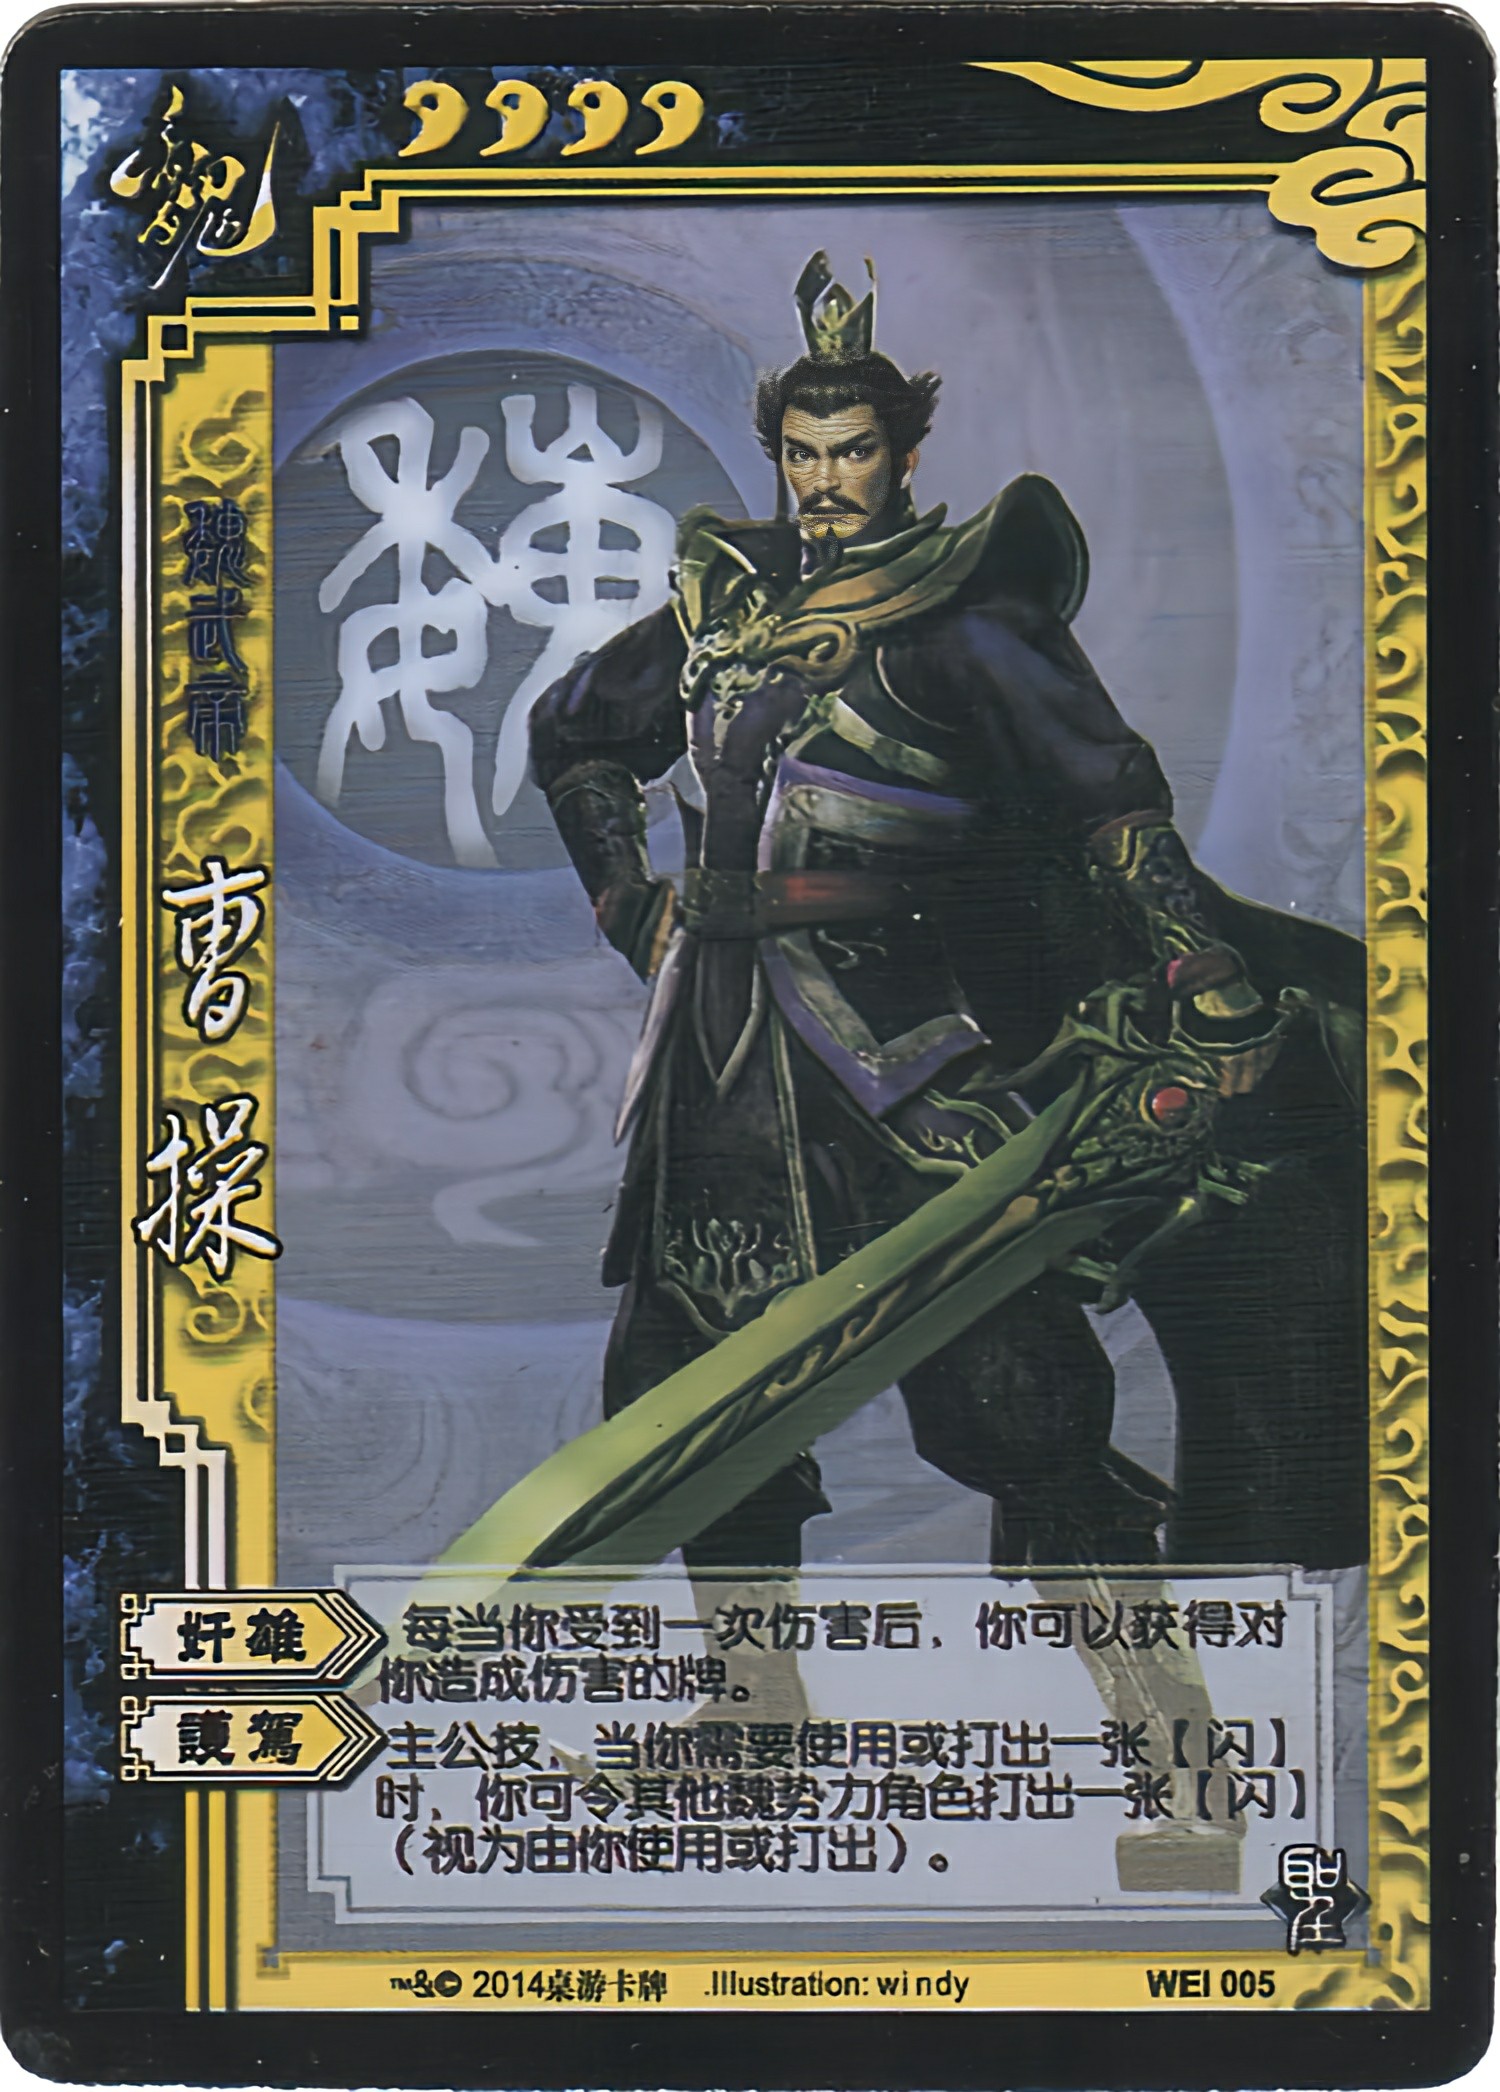 魏
魏
魏武帝
曹操
奸雄
每当你受到一次伤害后，你可以获得对
你造成伤害的牌。
護駕
主公技，当你需要使用或打出一张【闪】
时，你可令其他魏势力角色打出一张【闪】
（视为由你使用或打出）。
聖
™&© 2014桌游卡牌 .Illustration: windy WEI 005